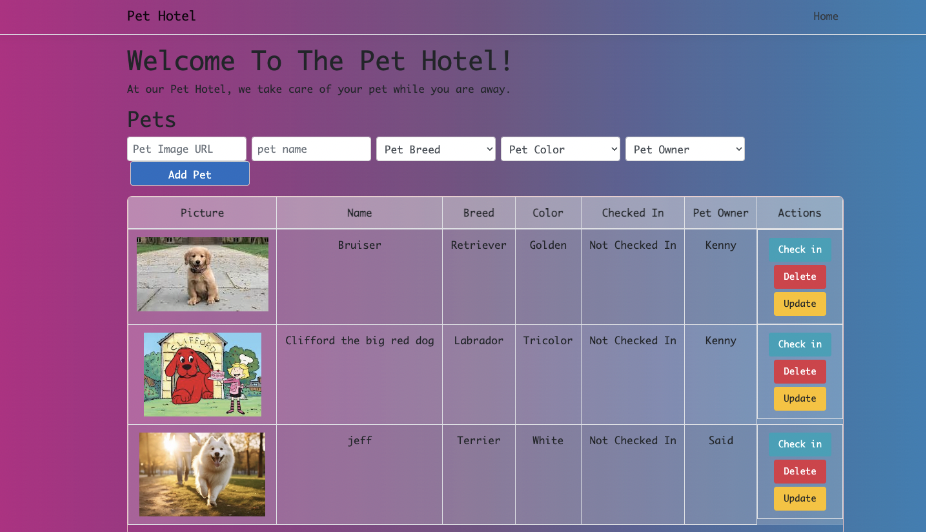 Pet Hotel Home
Welcome To The Pet Hotel!
At our Pet Hotel, we take care of your pet while you are away.
Pets
Pet Image URL pet name Pet Breed Pet Color Pet Owner
Add Pet
Picture Name Breed Color Checked In Pet Owner Actions
Bruiser Retriever Golden Not Checked In Kenny Check in
Delete
Update
CLIFFORD
Clifford the big red dog Labrador Tricolor Not Checked In Kenny Check in
Delete
Update
jeff Terrier White Not Checked In Said Check in
Delete
Update